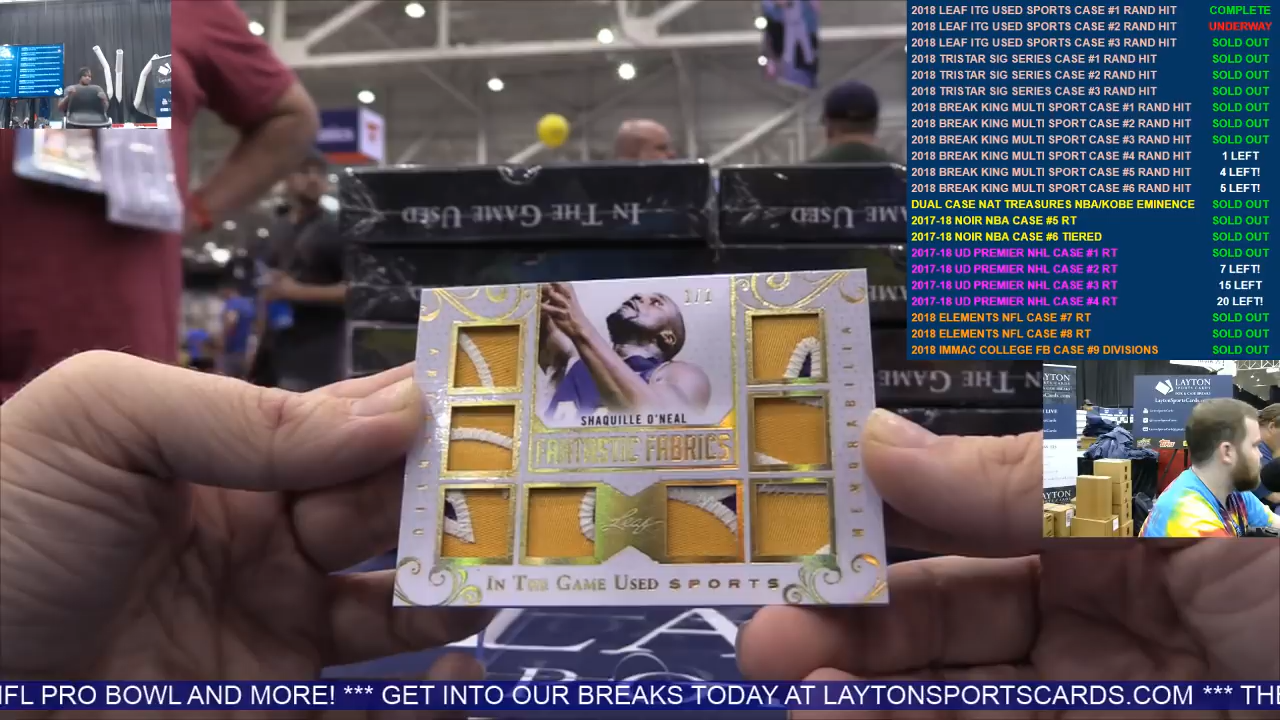 2018 LEAF ITG USED SPORTS CASE #1 RAND HIT COMPLETE
2018 LEAF ITG USED SPORTS CASE #2 RAND HIT UNDERWAY
2018 LEAF ITG USED SPORTS CASE #3 RAND HIT SOLD OUT
2018 TRISTAR SIG SERIES CASE #1 RAND HIT SOLD OUT
2018 TRISTAR SIG SERIES CASE #2 RAND HIT SOLD OUT
2018 TRISTAR SIG SERIES CASE #3 RAND HIT SOLD OUT
2018 BREAK KING MULTI SPORT CASE #1 RAND HIT SOLD OUT
2018 BREAK KING MULTI SPORT CASE #2 RAND HIT SOLD OUT
2018 BREAK KING MULTI SPORT CASE #3 RAND HIT SOLD OUT
2018 BREAK KING MULTI SPORT CASE #4 RAND HIT 1 LEFT
2018 BREAK KING MULTI SPORT CASE #5 RAND HIT 4 LEFT!
2018 BREAK KING MULTI SPORT CASE #6 RAND HIT 5 LEFT!
DUAL CASE NAT TREASURES NBA/KOBE EMINENCE SOLD OUT
2017-18 NOIR NBA CASE #5 RT SOLD OUT
2017-18 NOIR NBA CASE #6 TIERED SOLD OUT
2017-18 UD PREMIER NHL CASE #1 RT SOLD OUT
2017-18 UD PREMIER NHL CASE #2 RT 7 LEFT!
2017-18 UD PREMIER NHL CASE #3 RT 15 LEFT
2017-18 UD PREMIER NHL CASE #4 RT 20 LEFT!
2018 ELEMENTS NFL CASE #7 RT SOLD OUT
2018 ELEMENTS NFL CASE #8 RT SOLD OUT
2018 IMMAC COLLEGE FB CASE #9 DIVISIONS SOLD OUT
IN THE GAME USED
USED
1/1
SHAQUILLE O'NEAL
FANTASTIC FABRICS
MEMORABILIA
Leaf
IN THE GAME USED SPORTS
LAYTON
SPORTS CARDS
LaytonSportsCards.com
LAYTON
NFL PRO BOWL AND MORE! *** GET INTO OUR BREAKS TODAY AT LAYTONSPORTSCARDS.COM *** THE